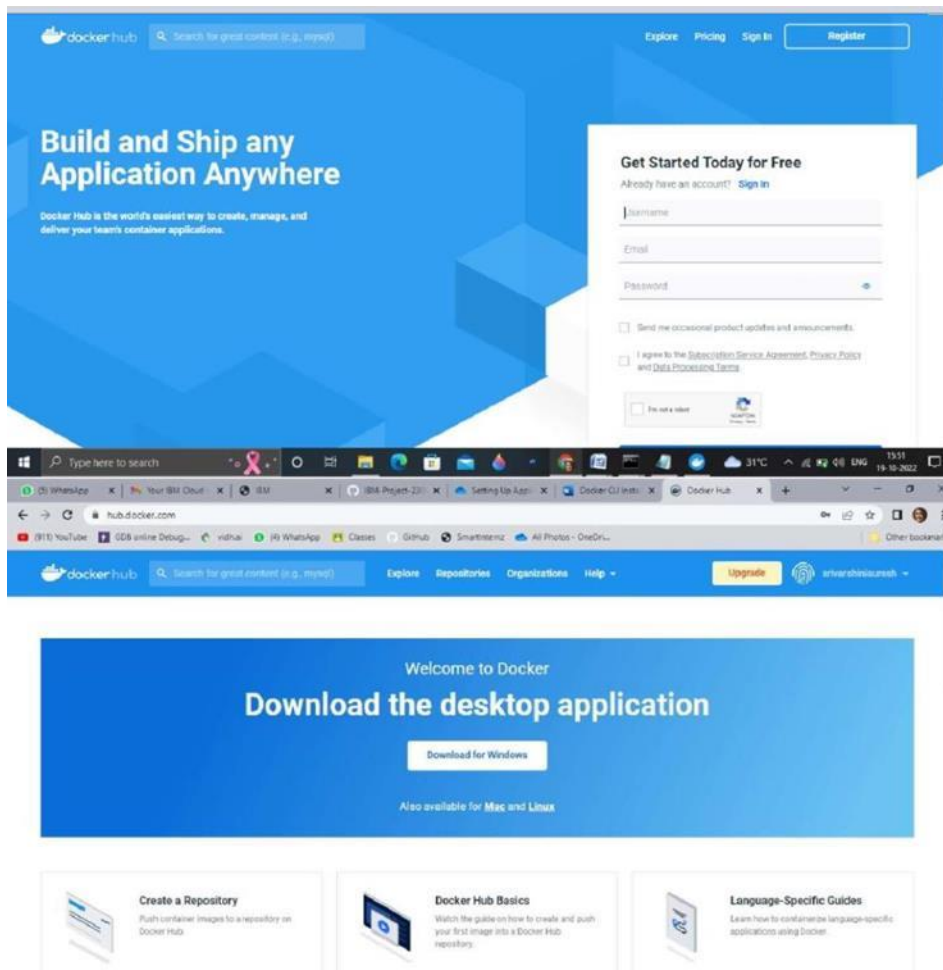 docker hub
Search for great content (e.g., mysql)
Explore
Pricing
Sign In
Register
Build and Ship any
Application Anywhere
Docker Hub is the world's easiest way to create, manage, and
deliver your team's container applications.
Get Started Today for Free
Already have an account? Sign In
Username
Email
Password
Send me occasional product updates and announcements.
I agree to the Subscription Service Agreement, Privacy Policy
and Data Processing Terms
I'm not a robot
Type here to search
31°C
ENG
15:51
19-10-2022
(5) WhatsApp
Your IBM Cloud
IBM
Docker Hub
hub.docker.com
(911) YouTube
GDB online Debug...
vidhai
(4) WhatsApp
Classes
GitHub
Smartinternz
All Photos - OneDri...
docker hub
Search for great content (e.g., mysql)
Explore
Repositories
Organizations
Help
Upgrade
Welcome to Docker
Download the desktop application
Download for Windows
Also available for Mac and Linux
Create a Repository
Push container images to a repository on
Docker Hub.
Docker Hub Basics
Watch the guide on how to create and push
your first image into a Docker Hub
repository.
Language-Specific Guides
Learn how to containerize language-specific
applications using Docker.